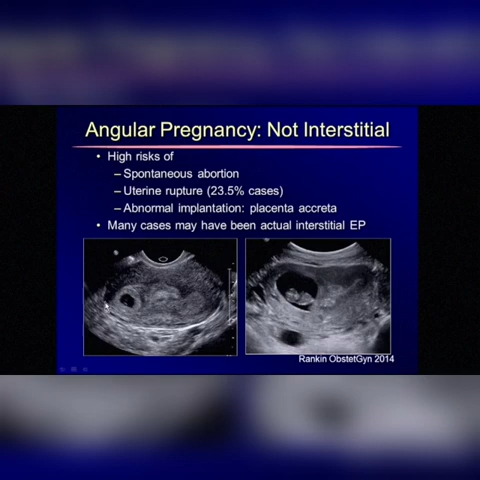 Angular Pregnancy: Not Interstitial
• High risks of
– Spontaneous abortion
– Uterine rupture (23.5% cases)
– Abnormal implantation: placenta accreta
• Many cases may have been actual interstitial EP
Rankin ObstetGyn 2014